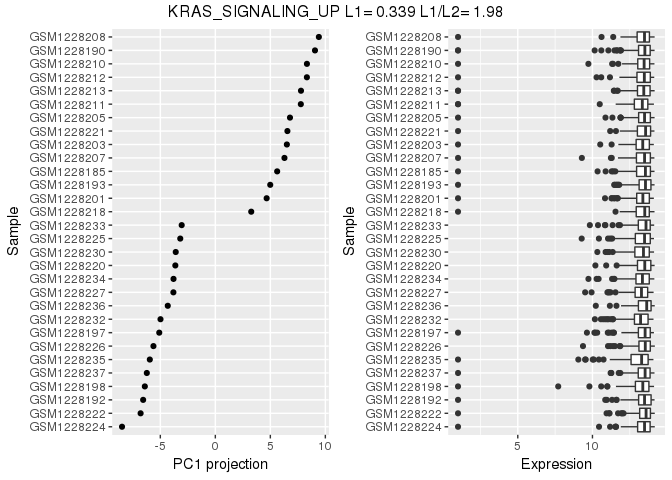 KRAS_SIGNALING_UP L1= 0.339 L1/L2= 1.98
Sample
GSM1228208
GSM1228190
GSM1228210
GSM1228212
GSM1228213
GSM1228211
GSM1228205
GSM1228221
GSM1228203
GSM1228207
GSM1228185
GSM1228193
GSM1228201
GSM1228218
GSM1228233
GSM1228225
GSM1228230
GSM1228220
GSM1228234
GSM1228227
GSM1228236
GSM1228232
GSM1228197
GSM1228226
GSM1228235
GSM1228237
GSM1228198
GSM1228192
GSM1228222
GSM1228224
-5 0 5 10
PC1 projection
Sample
GSM1228208
GSM1228190
GSM1228210
GSM1228212
GSM1228213
GSM1228211
GSM1228205
GSM1228221
GSM1228203
GSM1228207
GSM1228185
GSM1228193
GSM1228201
GSM1228218
GSM1228233
GSM1228225
GSM1228230
GSM1228220
GSM1228234
GSM1228227
GSM1228236
GSM1228232
GSM1228197
GSM1228226
GSM1228235
GSM1228237
GSM1228198
GSM1228192
GSM1228222
GSM1228224
5 10
Expression